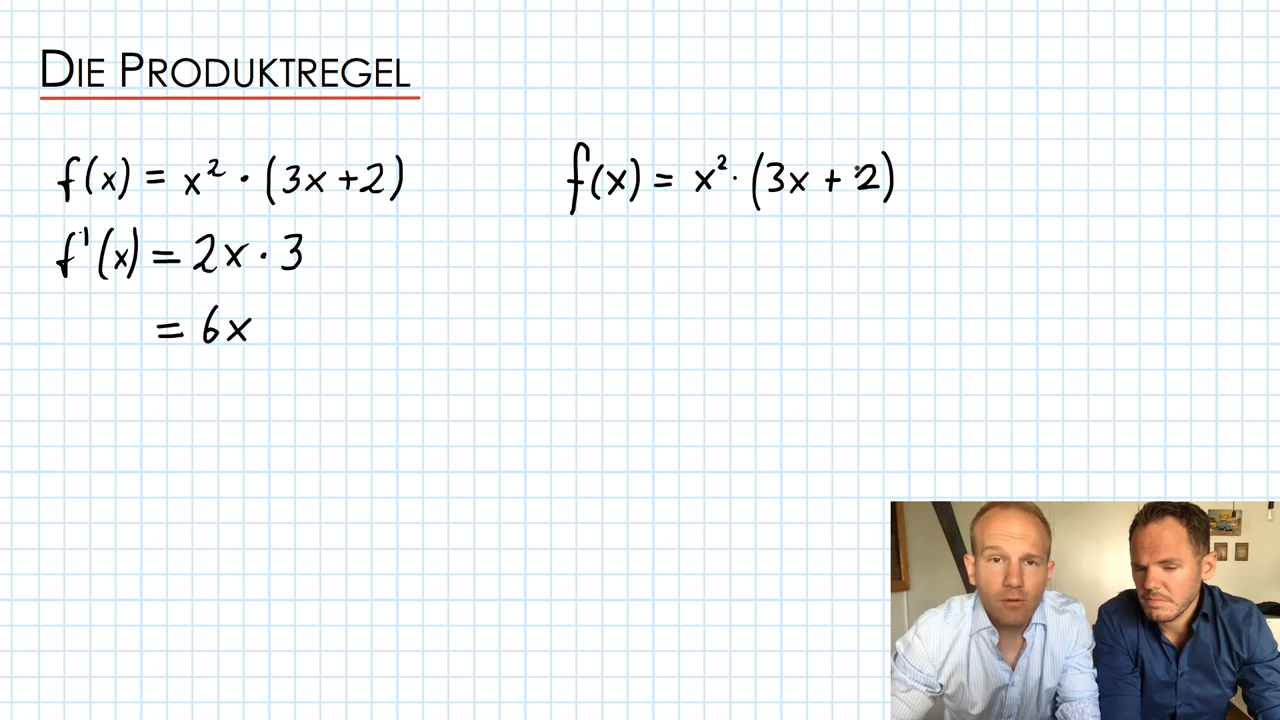 DIE PRODUKTREGEL
f(x) = x² · (3x + 2)
f'(x) = 2x · 3
= 6x
f(x) = x² · (3x + 2)